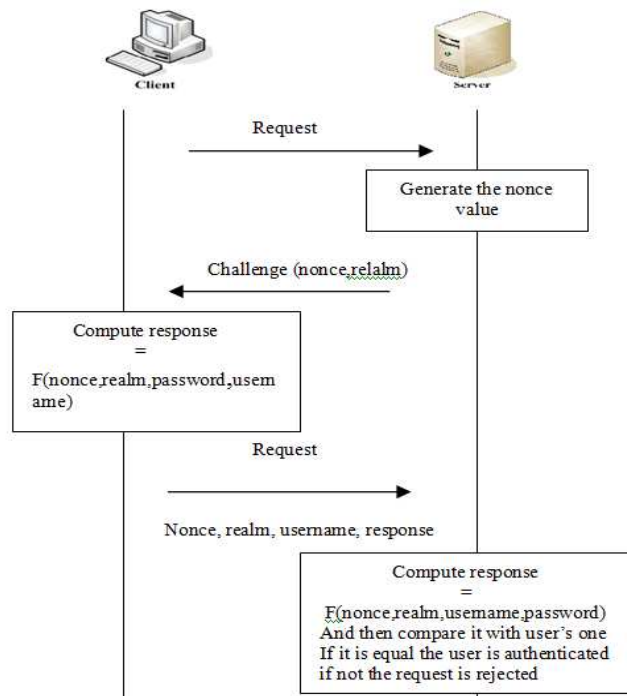 Client
Server
Request
Generate the nonce
value
Challenge (nonce,relalm)
Compute response
=
F(nonce,realm,password,usern
ame)
Request
Nonce, realm, username, response
Compute response
=
F(nonce,realm,username,password)
And then compare it with user's one
If it is equal the user is authenticated
if not the request is rejected